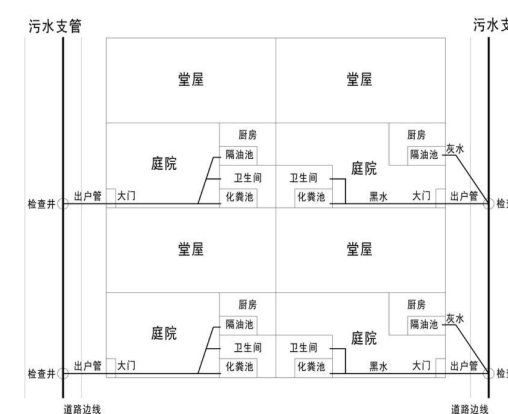 污水支管
污水支
堂屋
堂屋
厨房
厨房
隔油池
隔油池
灰水
庭院
庭院
卫生间
卫生间
检查井
出户管
大门
化粪池
化粪池
黑水
大门
出户管
检查
堂屋
堂屋
厨房
厨房
隔油池
隔油池
灰水
庭院
庭院
卫生间
卫生间
检查井
出户管
大门
化粪池
化粪池
黑水
大门
出户管
检查
道路边线
道路边线